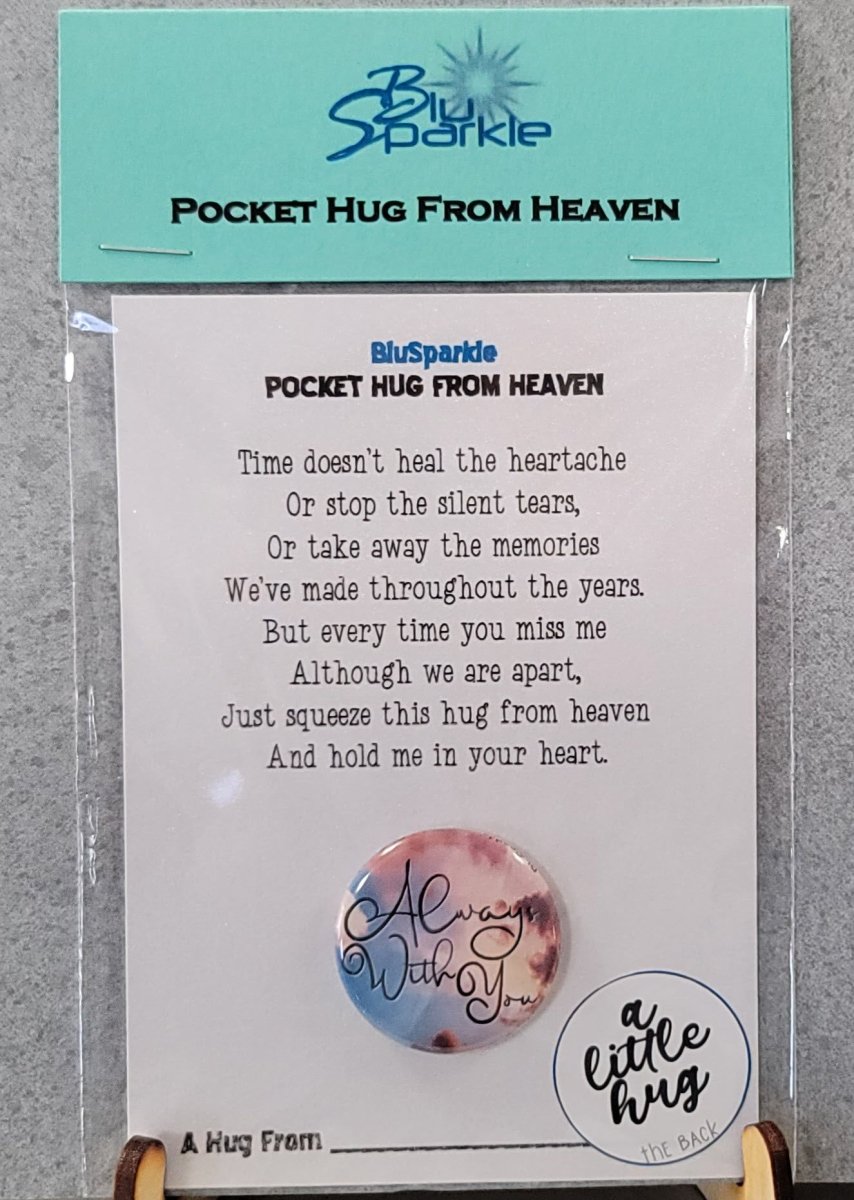 Blu
Sparkle
POCKET HUG FROM HEAVEN
BluSparkle
POCKET HUG FROM HEAVEN
Time doesn't heal the heartache
Or stop the silent tears,
Or take away the memories
We've made throughout the years.
But every time you miss me
Although we are apart,
Just squeeze this hug from heaven
And hold me in your heart.
Always
With You
a
little
hug
THE BACK
A Hug From